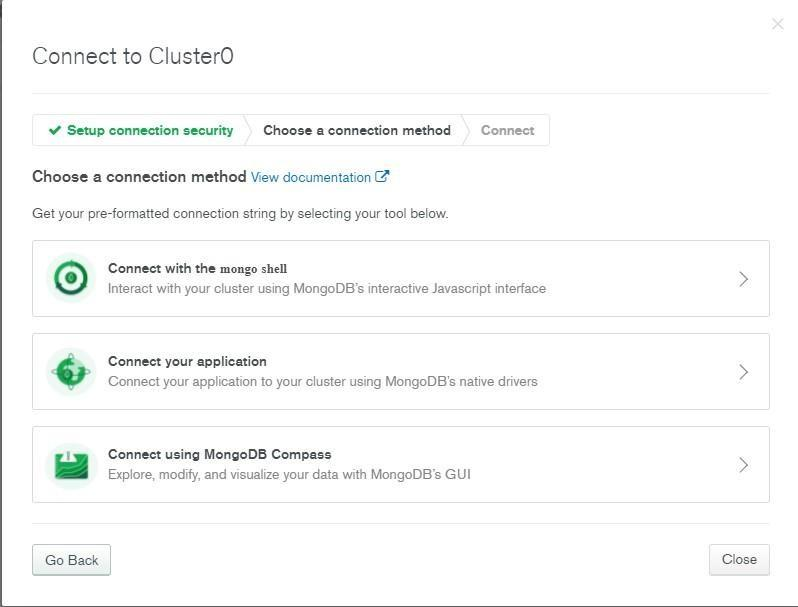 Connect to Cluster0
Setup connection security
Choose a connection method
Connect
Choose a connection method View documentation
Get your pre-formatted connection string by selecting your tool below.
Connect with the mongo shell
Interact with your cluster using MongoDB's interactive Javascript interface
Connect your application
Connect your application to your cluster using MongoDB's native drivers
Connect using MongoDB Compass
Explore, modify, and visualize your data with MongoDB's GUI
Go Back
Close